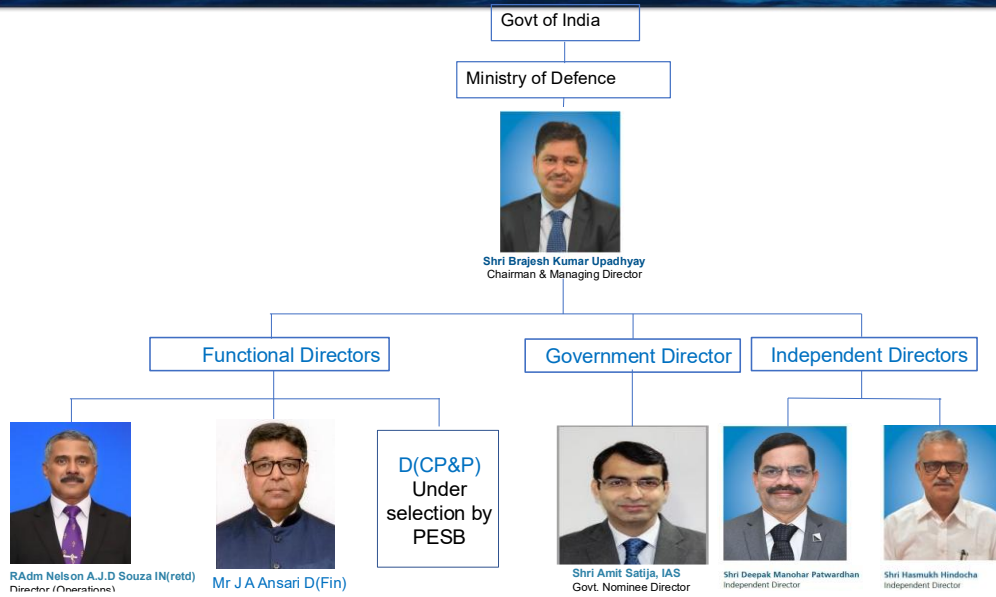 Govt of India
Ministry of Defence
Shri Brajesh Kumar Upadhyay
Chairman & Managing Director
Functional Directors
Government Director
Independent Directors
RAdm Nelson A.J.D Souza IN(retd)
Director (Operations)
Mr J A Ansari D(Fin)
D(CP&P)
Under
selection by
PESB
Shri Amit Satija, IAS
Govt. Nominee Director
Shri Deepak Manohar Patwardhan
Independent Director
Shri Hasmukh Hindocha
Independent Director